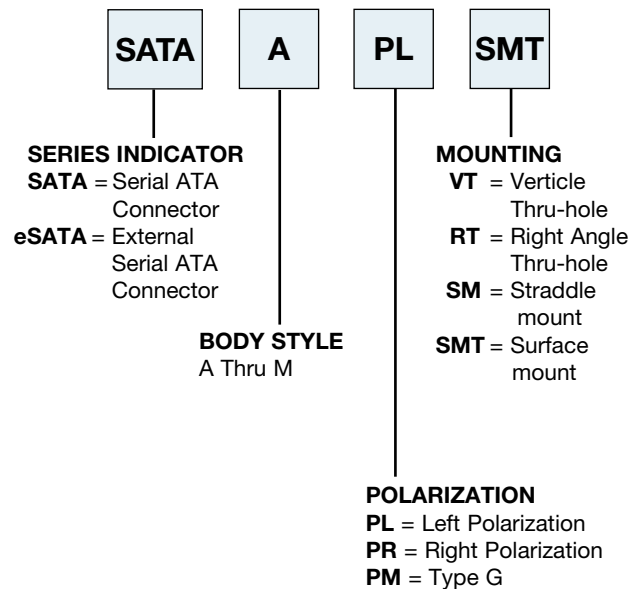 SATA A PL SMT
SERIES INDICATOR
SATA = Serial ATA
Connector
eSATA = External
Serial ATA
Connector
BODY STYLE
A Thru M
POLARIZATION
PL = Left Polarization
PR = Right Polarization
PM = Type G
MOUNTING
VT = Verticle
Thru-hole
RT = Right Angle
Thru-hole
SM = Straddle
mount
SMT = Surface
mount